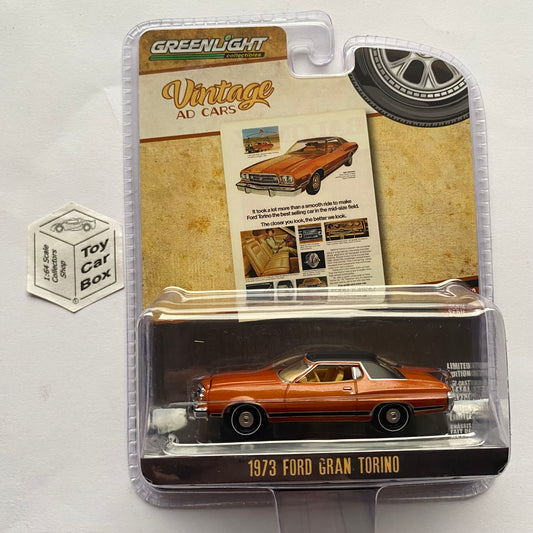 GREENLIGHT
collectibles
Vintage
AD CARS
It took a lot more than a smooth ride to make
Ford Torino the best selling car in the mid-size field.
The closer you look, the better we look.
1:64 Scale
Collectors
Shop
Toy
Car
Box
LIMITED
EDITION
1973 FORD GRAN TORINO